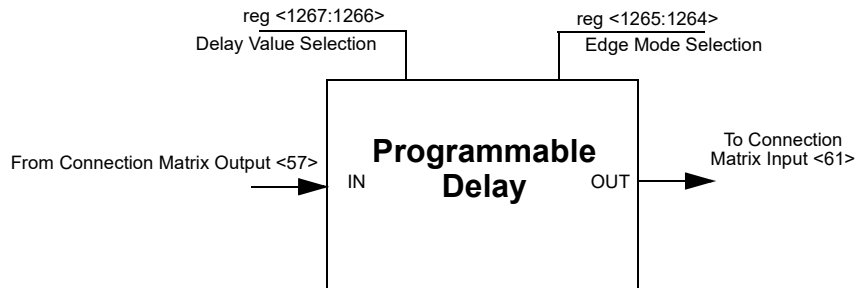 reg <1267:1266>
Delay Value Selection
reg <1265:1264>
Edge Mode Selection
From Connection Matrix Output <57>
IN
Programmable
Delay
OUT
To Connection
Matrix Input <61>